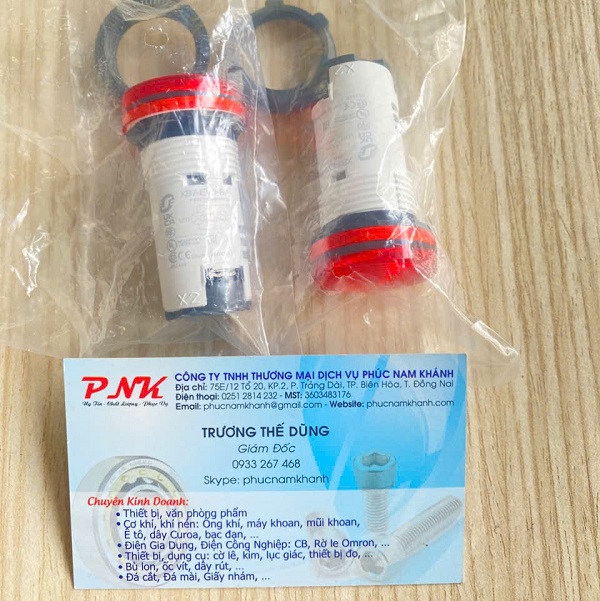 X2
X2
PNK
Uy Tín - Chất Lượng - Phục Vụ
CÔNG TY TNHH THƯƠNG MẠI DỊCH VỤ PHÚC NAM KHÁNH
Địa chỉ: 75E/12 Tổ 20, KP.2, P. Trảng Dài, TP. Biên Hòa, T. Đồng Nai
Điện thoại: 0251 2814 232 - MST: 3603483176
Email: phucnamkhanh@gmail.com - Website: phucnamkhanh.com
TRƯƠNG THẾ DŨNG
Giám Đốc
0933 267 468
Skype: phucnamkhanh
Chuyên Kinh Doanh:
• Thiết bị, văn phòng phẩm
• Cơ khí, khí nén: Ống khí, máy khoan, mũi khoan,
Ê tô, dây Curoa, bạc đạn, ...
• Điện Gia Dụng, Điện Công Nghiệp: CB, Rờ le Omron, ...
• Thiết bị, dụng cụ: cờ lê, kìm, lục giác, thiết bị đo, ...
• Bù lon, ốc vít, dây rút, ...
• Đá cắt, Đá mài, Giấy nhám, ...